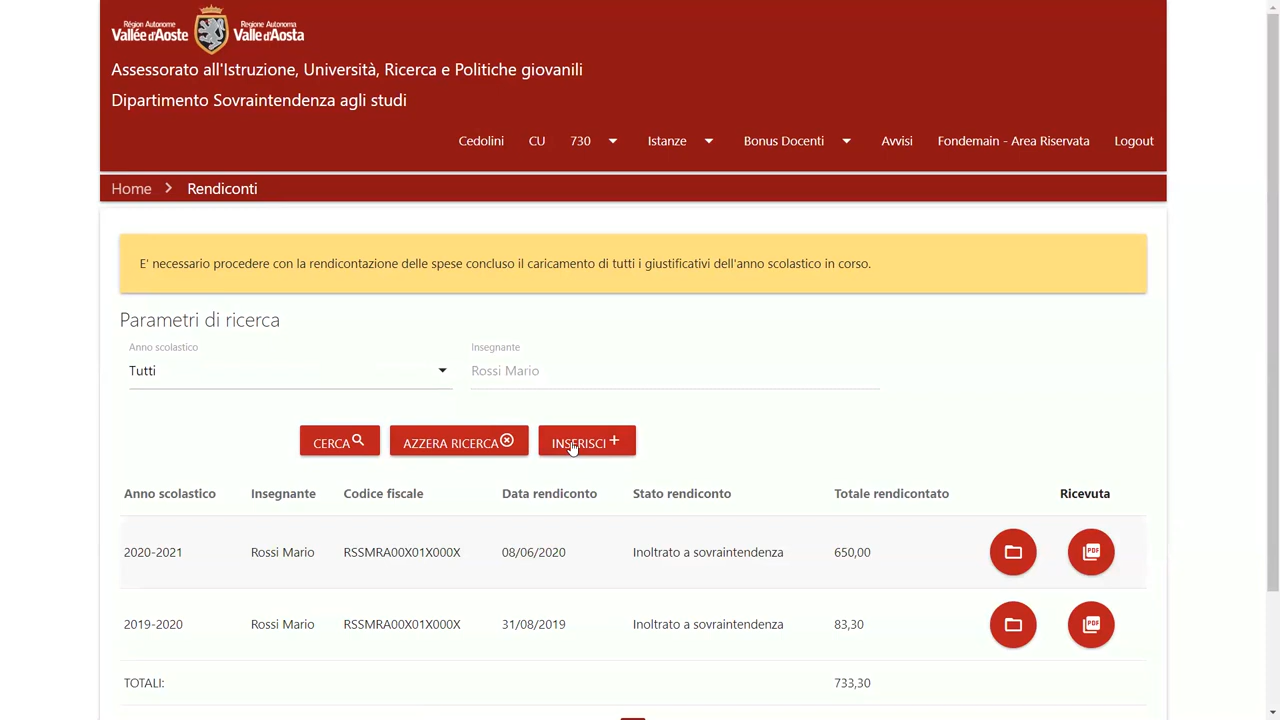 Région Autonome Regione Autonoma
Vallée d'Aoste Valle d'Aosta
Assessorato all'Istruzione, Università, Ricerca e Politiche giovanili
Dipartimento Sovraintendenza agli studi
Cedolini CU 730 Istanze Bonus Docenti Avvisi Fondemain - Area Riservata Logout
Home > Rendiconti
E' necessario procedere con la rendicontazione delle spese concluso il caricamento di tutti i giustificativi dell'anno scolastico in corso.
Parametri di ricerca
Anno scolastico Insegnante
Tutti Rossi Mario
CERCA AZZERA RICERCA INSERISCI
Anno scolastico Insegnante Codice fiscale Data rendiconto Stato rendiconto Totale rendicontato Ricevuta
2020-2021 Rossi Mario RSSMRA00X01X000X 08/06/2020 Inoltrato a sovraintendenza 650,00 PDF
2019-2020 Rossi Mario RSSMRA00X01X000X 31/08/2019 Inoltrato a sovraintendenza 83,30 PDF
TOTALI: 733,30